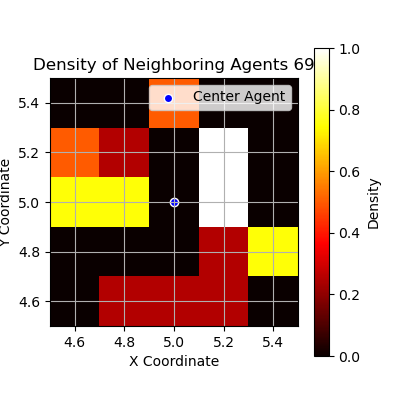 Density of Neighboring Agents 69
Center Agent
5.4
5.2
5.0
4.8
4.6
Y Coordinate
4.6 4.8 5.0 5.2 5.4
X Coordinate
1.0
0.8
0.6
0.4
0.2
0.0
Density